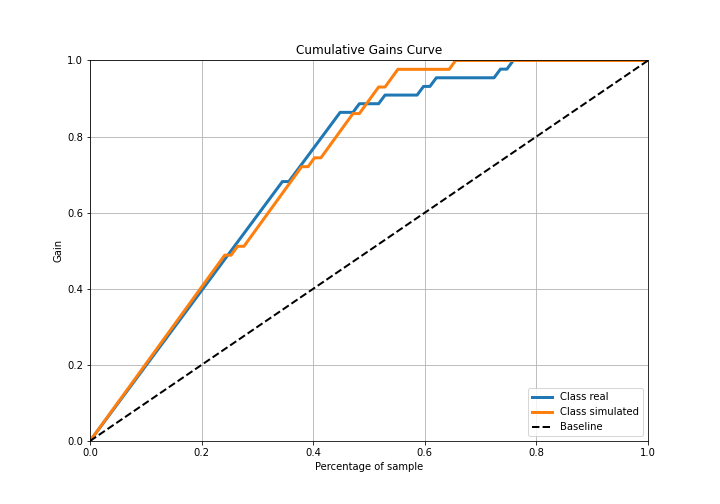 Cumulative Gains Curve
1.0
0.8
0.6
0.4
0.2
0.0
Gain
0.0 0.2 0.4 0.6 0.8 1.0
Percentage of sample
Class real
Class simulated
Baseline